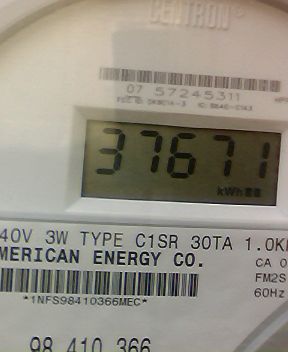 CENTRON®
07 57245311
37671
kWh
40V 3W TYPE C1SR 30TA 1.0K
MERICAN ENERGY CO.
CA 0
FM2S
*1NFS98410366MEC*
60Hz
98 410 366